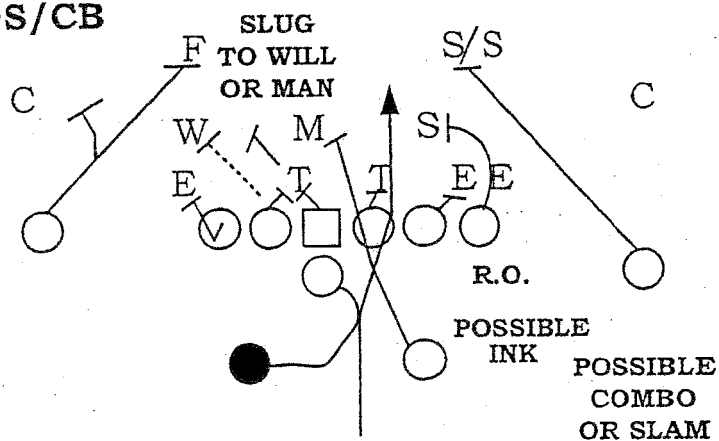 S/CB
SLUG
TO WILL
OR MAN
F
S/S
C
C
W
M
S
E
T
T
E
E
V
R.O.
POSSIBLE
INK
POSSIBLE
COMBO
OR SLAM